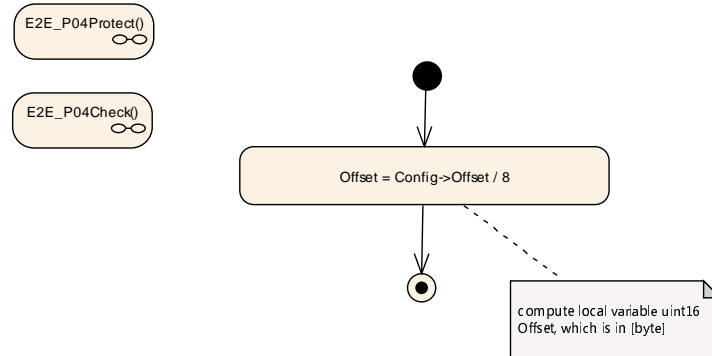 E2E_P04Protect()
E2E_P04Check()
Offset = Config->Offset / 8
compute local variable uint16
Offset, which is in [byte]